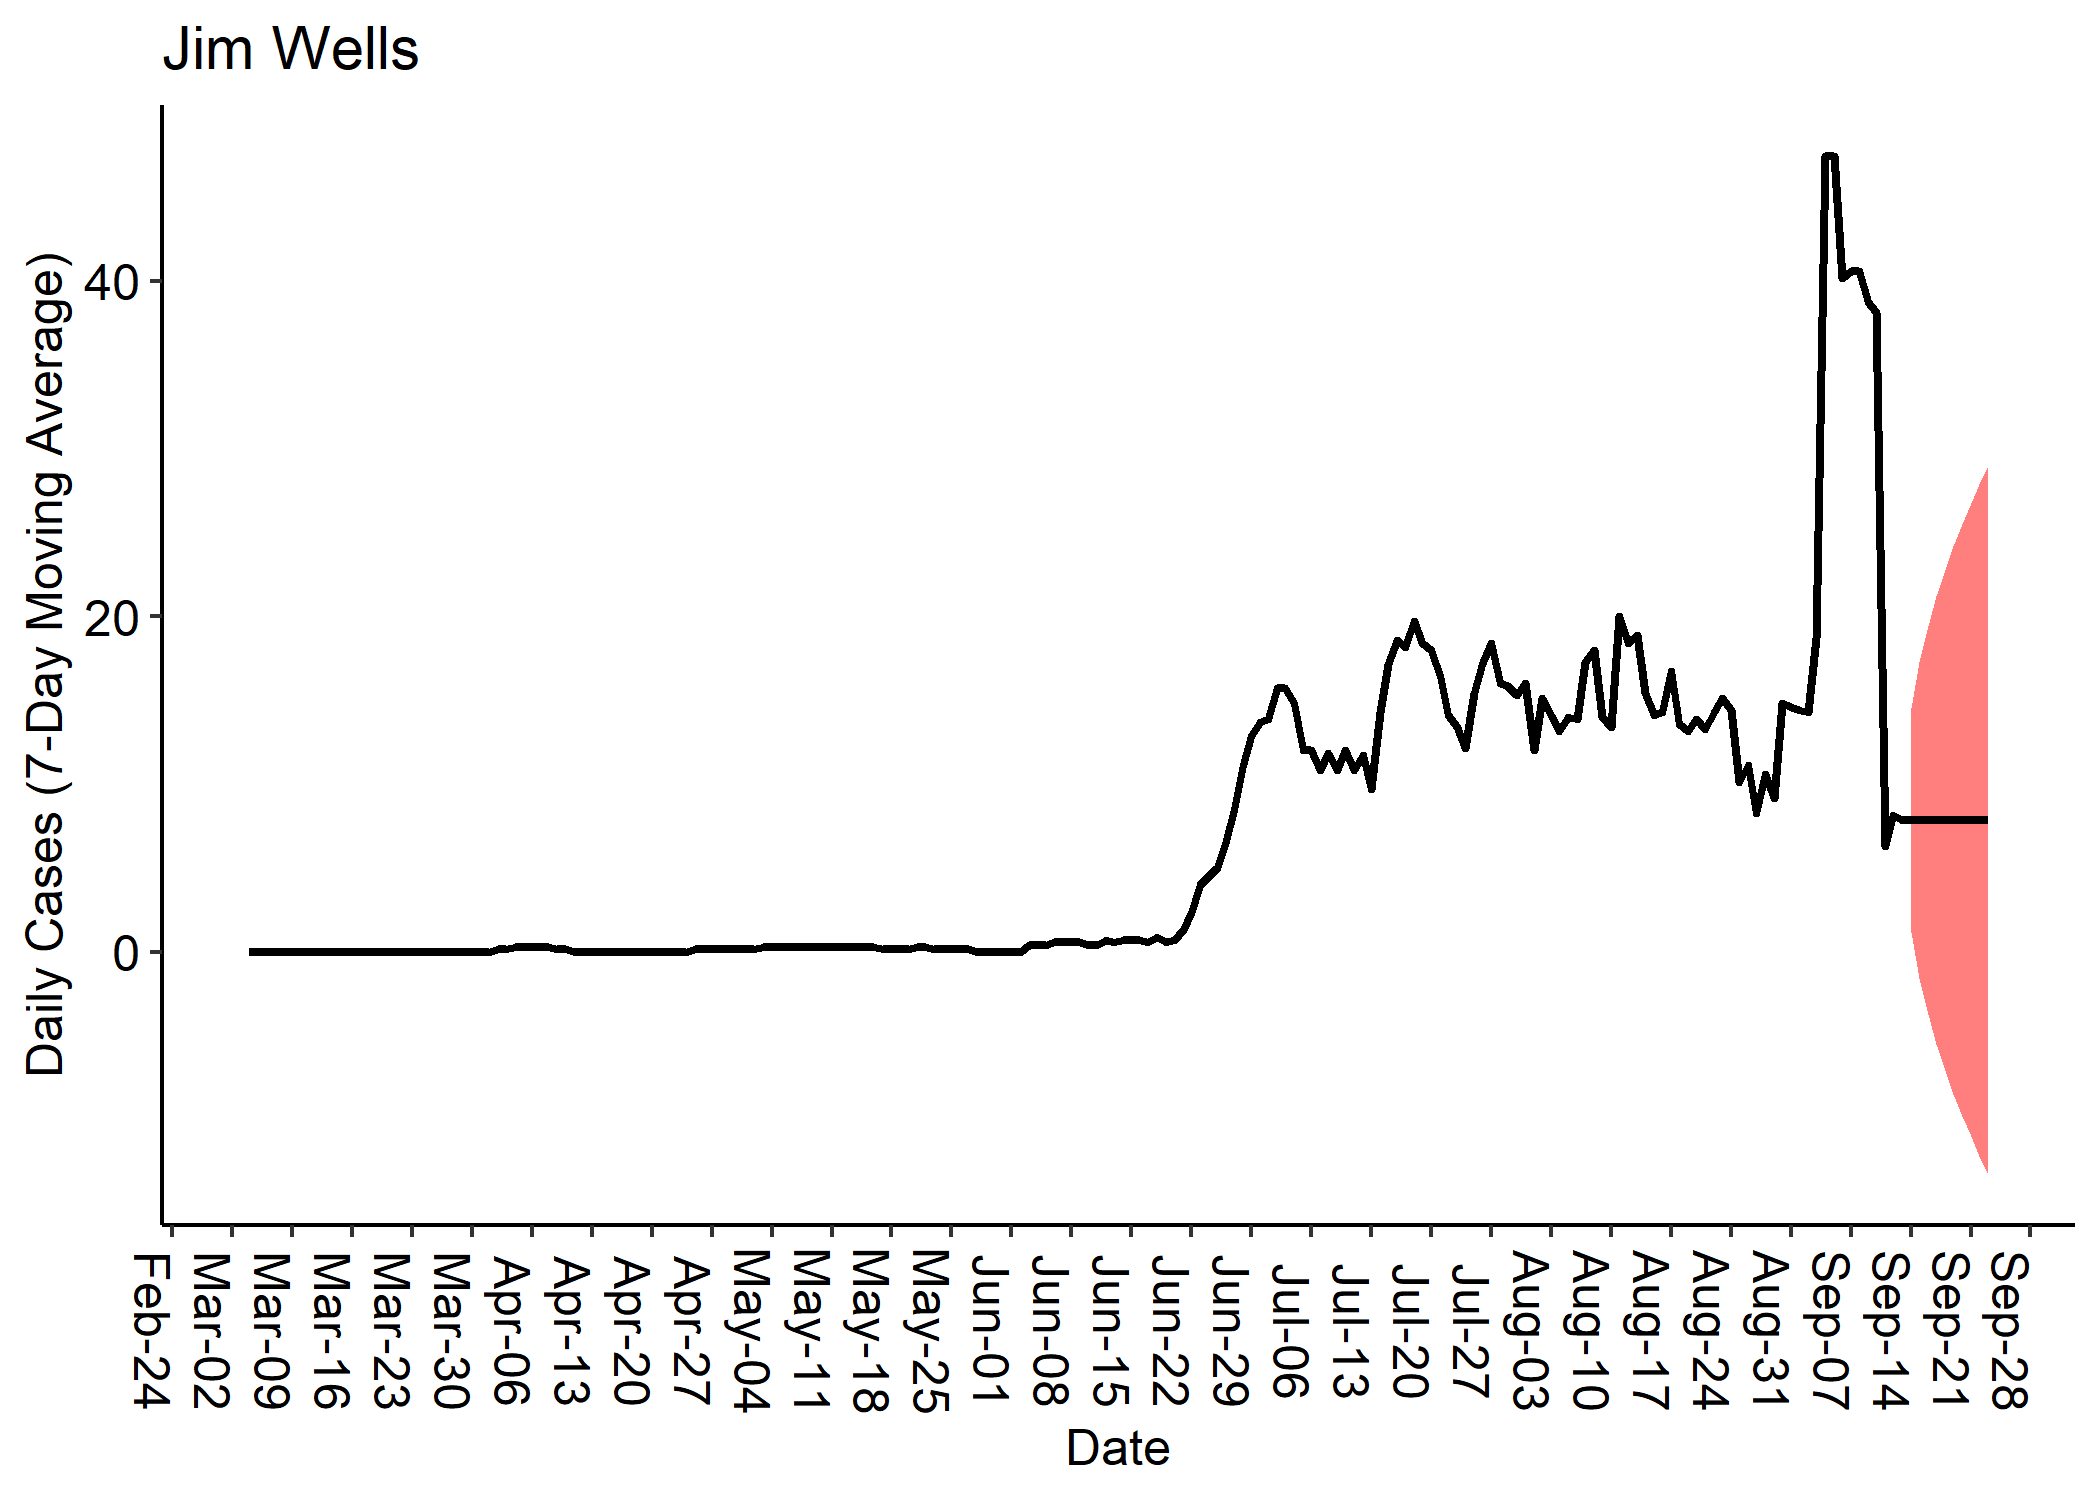 Jim Wells
Daily Cases (7-Day Moving Average)
40
20
0
Feb-24
Mar-02
Mar-09
Mar-16
Mar-23
Mar-30
Apr-06
Apr-13
Apr-20
Apr-27
May-04
May-11
May-18
May-25
Jun-01
Jun-08
Jun-15
Jun-22
Jun-29
Jul-06
Jul-13
Jul-20
Jul-27
Aug-03
Aug-10
Aug-17
Aug-24
Aug-31
Sep-07
Sep-14
Sep-21
Sep-28
Date